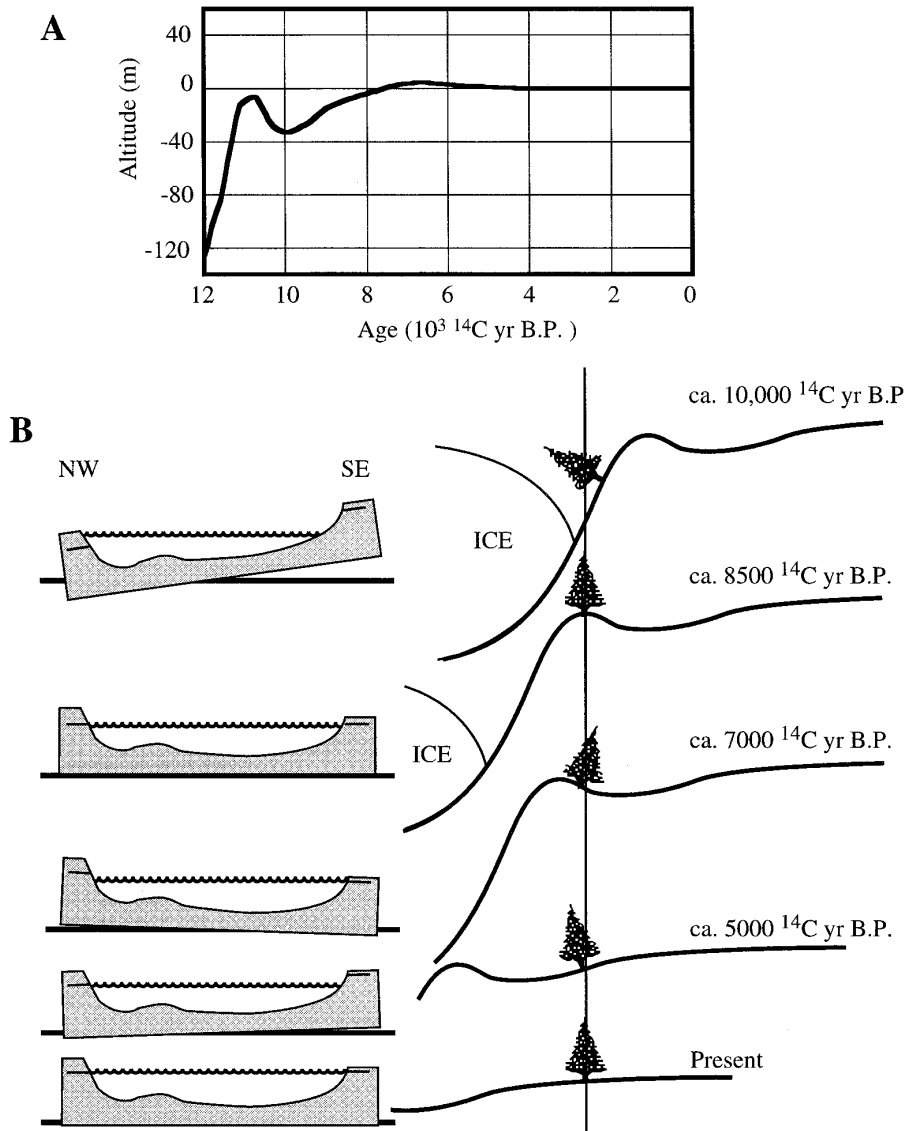 A
Altitude (m)
40
0
-40
-80
-120
12 10 8 6 4 2 0
Age (10³ ¹⁴C yr B.P. )
B
NW SE
ICE
ca. 10,000 ¹⁴C yr B.P
ca. 8500 ¹⁴C yr B.P.
ICE
ca. 7000 ¹⁴C yr B.P.
ca. 5000 ¹⁴C yr B.P.
Present